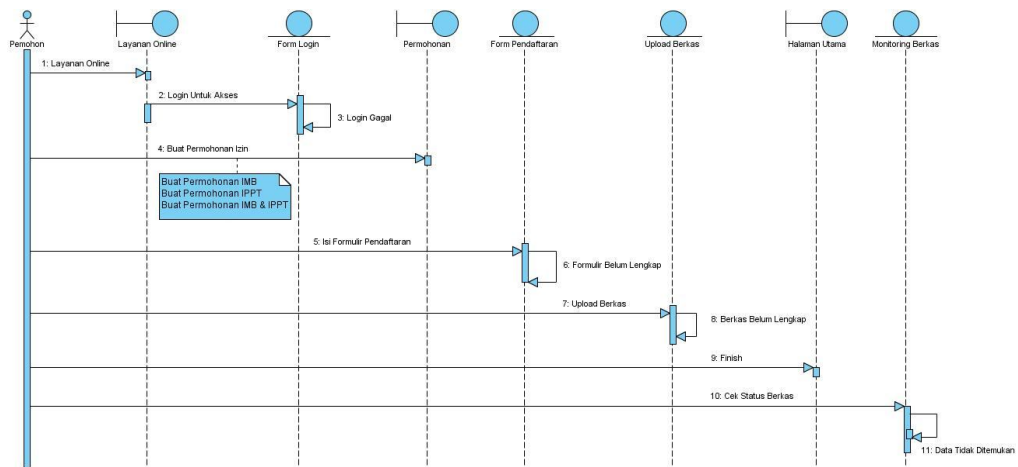 Pemohon
Layanan Online
Form Login
Permohonan
Form Pendaftaran
Upload Berkas
Halaman Utama
Monitoring Berkas
1: Layanan Online
2: Login Untuk Akses
3: Login Gagal
4: Buat Permohonan Izin
Buat Permohonan IMB
Buat Permohonan IPPT
Buat Permohonan IMB & IPPT
5: Isi Formulir Pendaftaran
6: Formulir Belum Lengkap
7: Upload Berkas
8: Berkas Belum Lengkap
9: Finish
10: Cek Status Berkas
11: Data Tidak Ditemukan